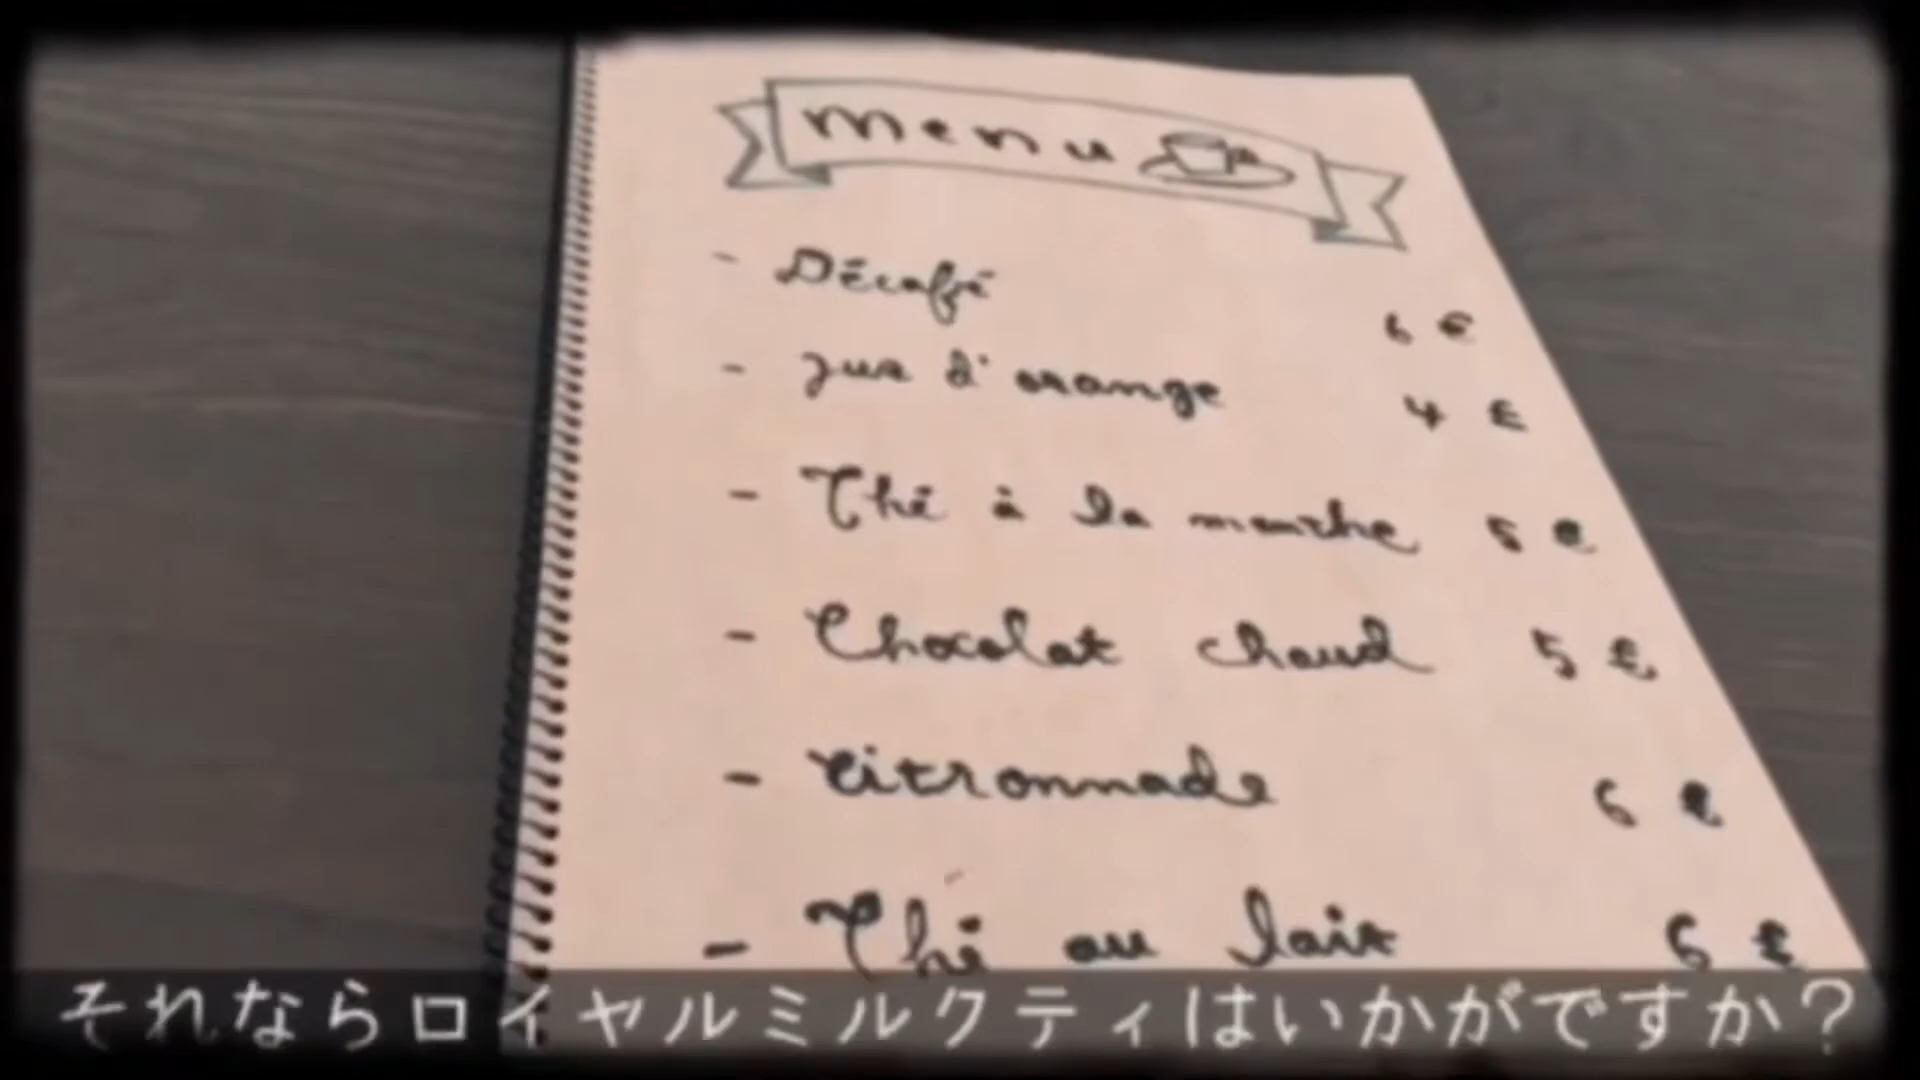 menu
- Décafé 6 €
- Jus d'orange 4 €
- Thé à la menthe 5 €
- Chocolat chaud 5 €
- Citronnade 6 €
- Thé au lait 6 €
それならロイヤルミルクティはいかがですか？